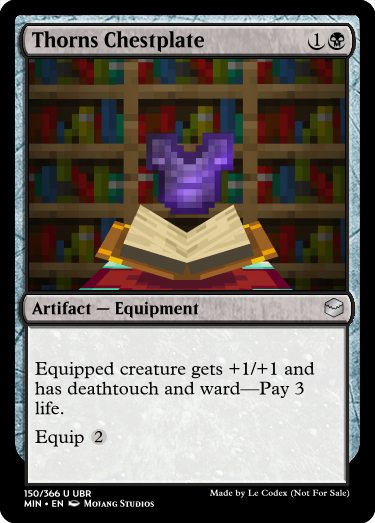 Thorns Chestplate 1
Artifact — Equipment
Equipped creature gets +1/+1 and
has deathtouch and ward—Pay 3
life.
Equip 2
150/366 U UBR
MIN • EN Mojang Studios
Made by Le Codex (Not For Sale)